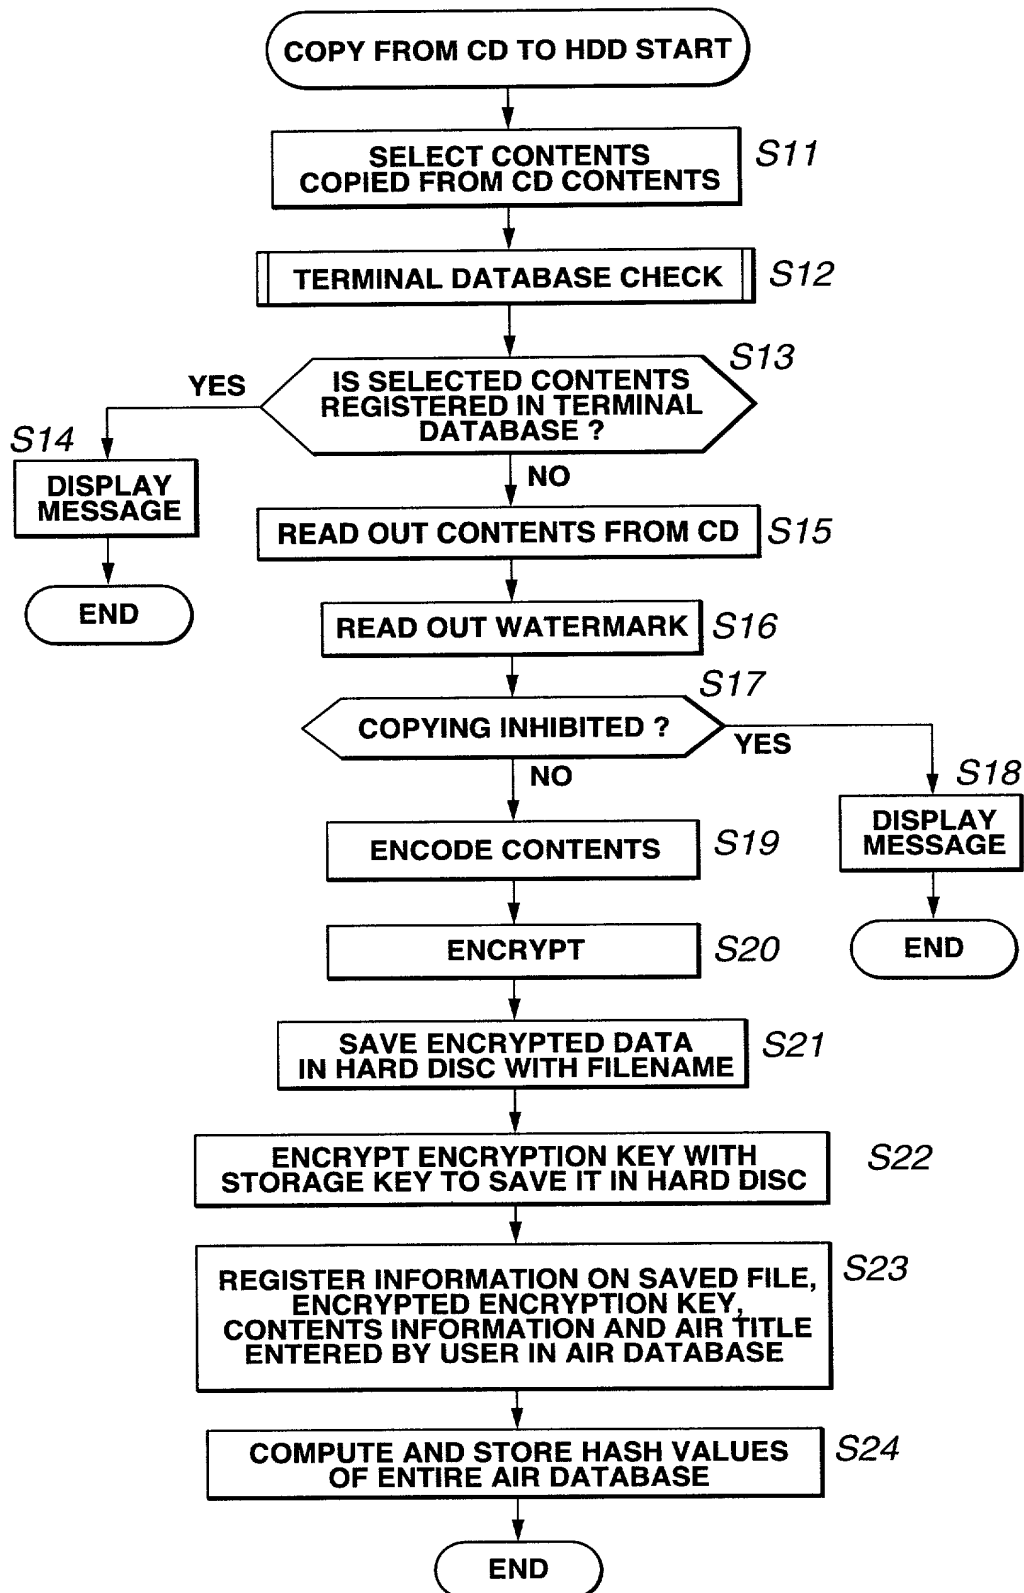 COPY FROM CD TO HDD START
SELECT CONTENTS
COPIED FROM CD CONTENTS
S11
TERMINAL DATABASE CHECK
S12
S13
IS SELECTED CONTENTS
REGISTERED IN TERMINAL
DATABASE ?
YES
NO
S14
DISPLAY
MESSAGE
END
READ OUT CONTENTS FROM CD
S15
READ OUT WATERMARK
S16
S17
COPYING INHIBITED ?
YES
NO
S18
DISPLAY
MESSAGE
END
ENCODE CONTENTS
S19
ENCRYPT
S20
SAVE ENCRYPTED DATA
IN HARD DISC WITH FILENAME
S21
ENCRYPT ENCRYPTION KEY WITH
STORAGE KEY TO SAVE IT IN HARD DISC
S22
REGISTER INFORMATION ON SAVED FILE,
ENCRYPTED ENCRYPTION KEY,
CONTENTS INFORMATION AND AIR TITLE
ENTERED BY USER IN AIR DATABASE
S23
COMPUTE AND STORE HASH VALUES
OF ENTIRE AIR DATABASE
S24
END